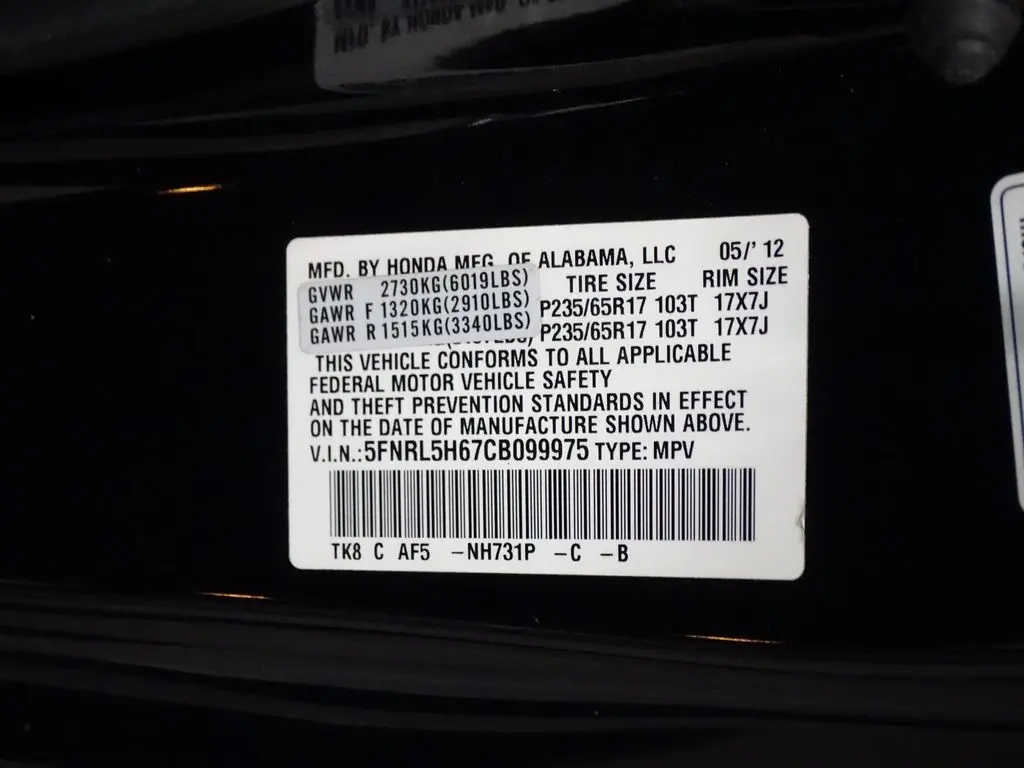 MFD. BY HONDA MFG. OF ALABAMA, LLC 05/' 12
TIRE SIZE RIM SIZE
GVWR 2730KG(6019LBS)
GAWR F 1320KG(2910LBS) P235/65R17 103T 17X7J
GAWR R 1515KG(3340LBS) P235/65R17 103T 17X7J
THIS VEHICLE CONFORMS TO ALL APPLICABLE
FEDERAL MOTOR VEHICLE SAFETY
AND THEFT PREVENTION STANDARDS IN EFFECT
ON THE DATE OF MANUFACTURE SHOWN ABOVE.
V.I.N.:5FNRL5H67CB099975 TYPE: MPV
TK8 C AF5 -NH731P -C -B